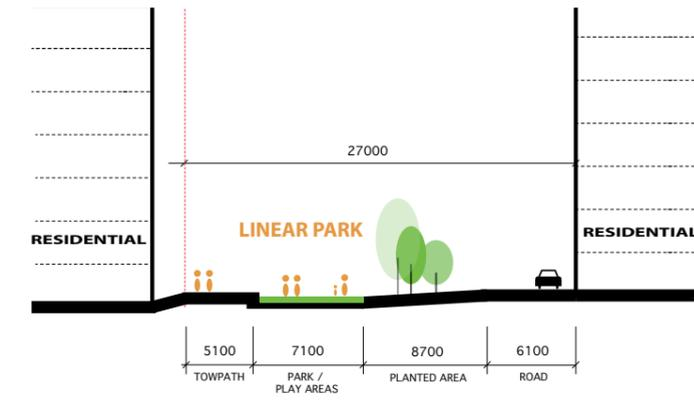 27000
LINEAR PARK
RESIDENTIAL
RESIDENTIAL
5100 7100 8700 6100
TOWPATH PARK / PLANTED AREA ROAD
PLAY AREAS